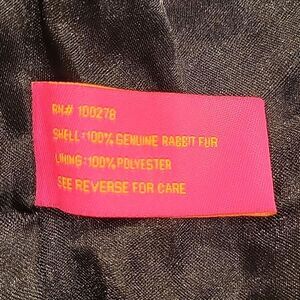 RN# 100278
SHELL:100% GENUINE RABBIT FUR
LINING:100% POLYESTER
SEE REVERSE FOR CARE